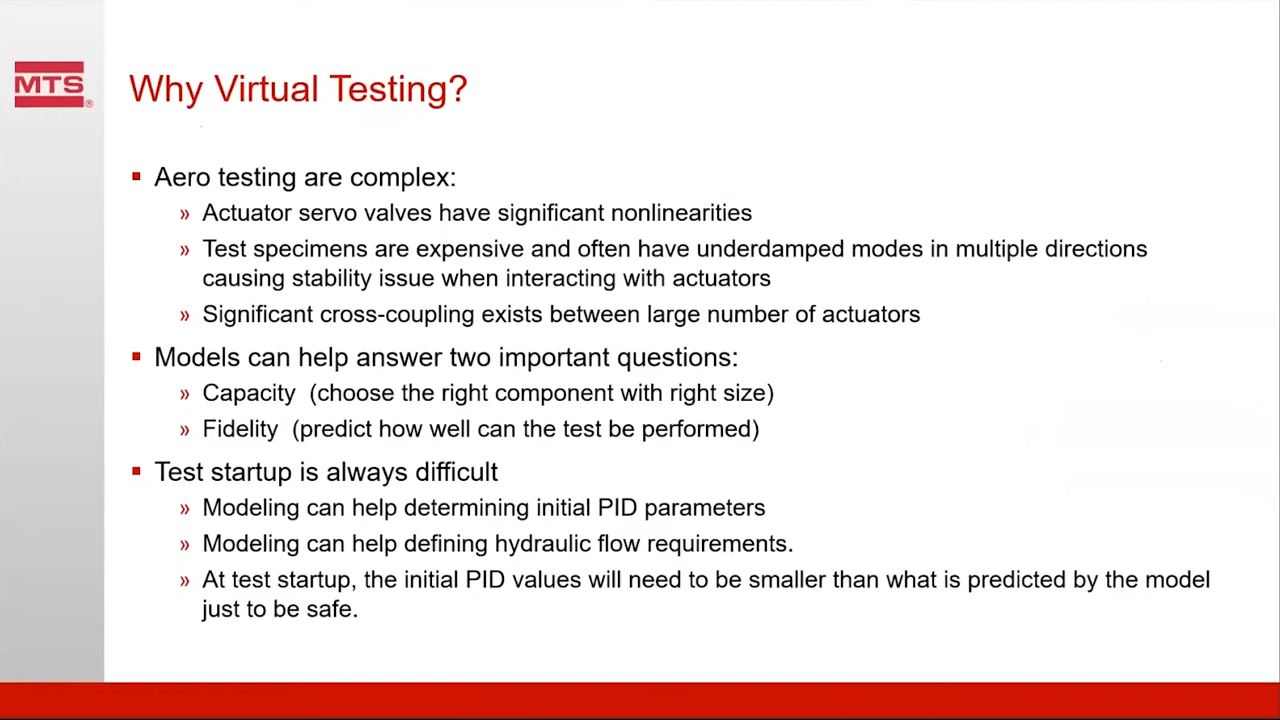 MTS®
Why Virtual Testing?
▪ Aero testing are complex:
» Actuator servo valves have significant nonlinearities
» Test specimens are expensive and often have underdamped modes in multiple directions
causing stability issue when interacting with actuators
» Significant cross-coupling exists between large number of actuators
▪ Models can help answer two important questions:
» Capacity (choose the right component with right size)
» Fidelity (predict how well can the test be performed)
▪ Test startup is always difficult
» Modeling can help determining initial PID parameters
» Modeling can help defining hydraulic flow requirements.
» At test startup, the initial PID values will need to be smaller than what is predicted by the model
just to be safe.